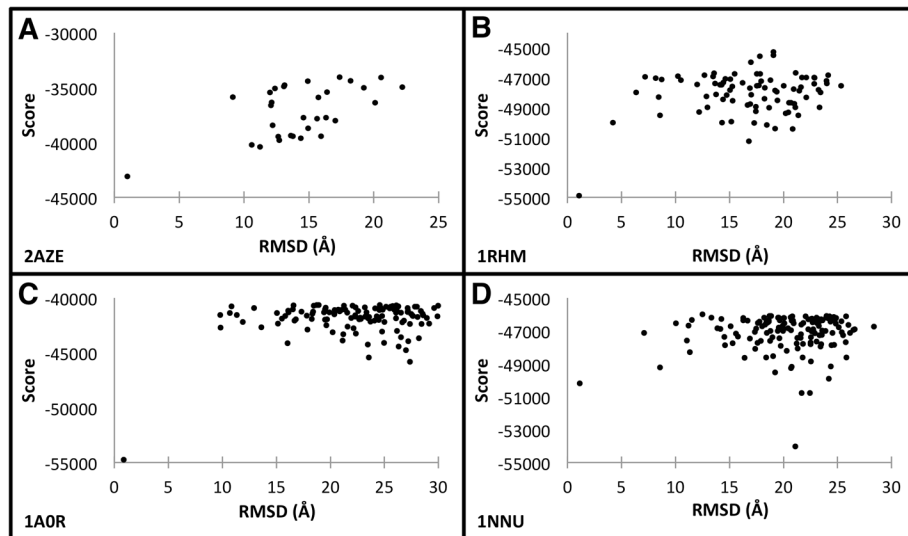 A
-30000
-35000
-40000
-45000
Score
0 5 10 15 20 25
RMSD (Å)
2AZE
B
-45000
-47000
-49000
-51000
-53000
-55000
Score
0 5 10 15 20 25 30
RMSD (Å)
1RHM
C
-40000
-45000
-50000
-55000
Score
0 5 10 15 20 25 30
RMSD (Å)
1A0R
D
-45000
-47000
-49000
-51000
-53000
-55000
Score
0 5 10 15 20 25 30
RMSD (Å)
1NNU